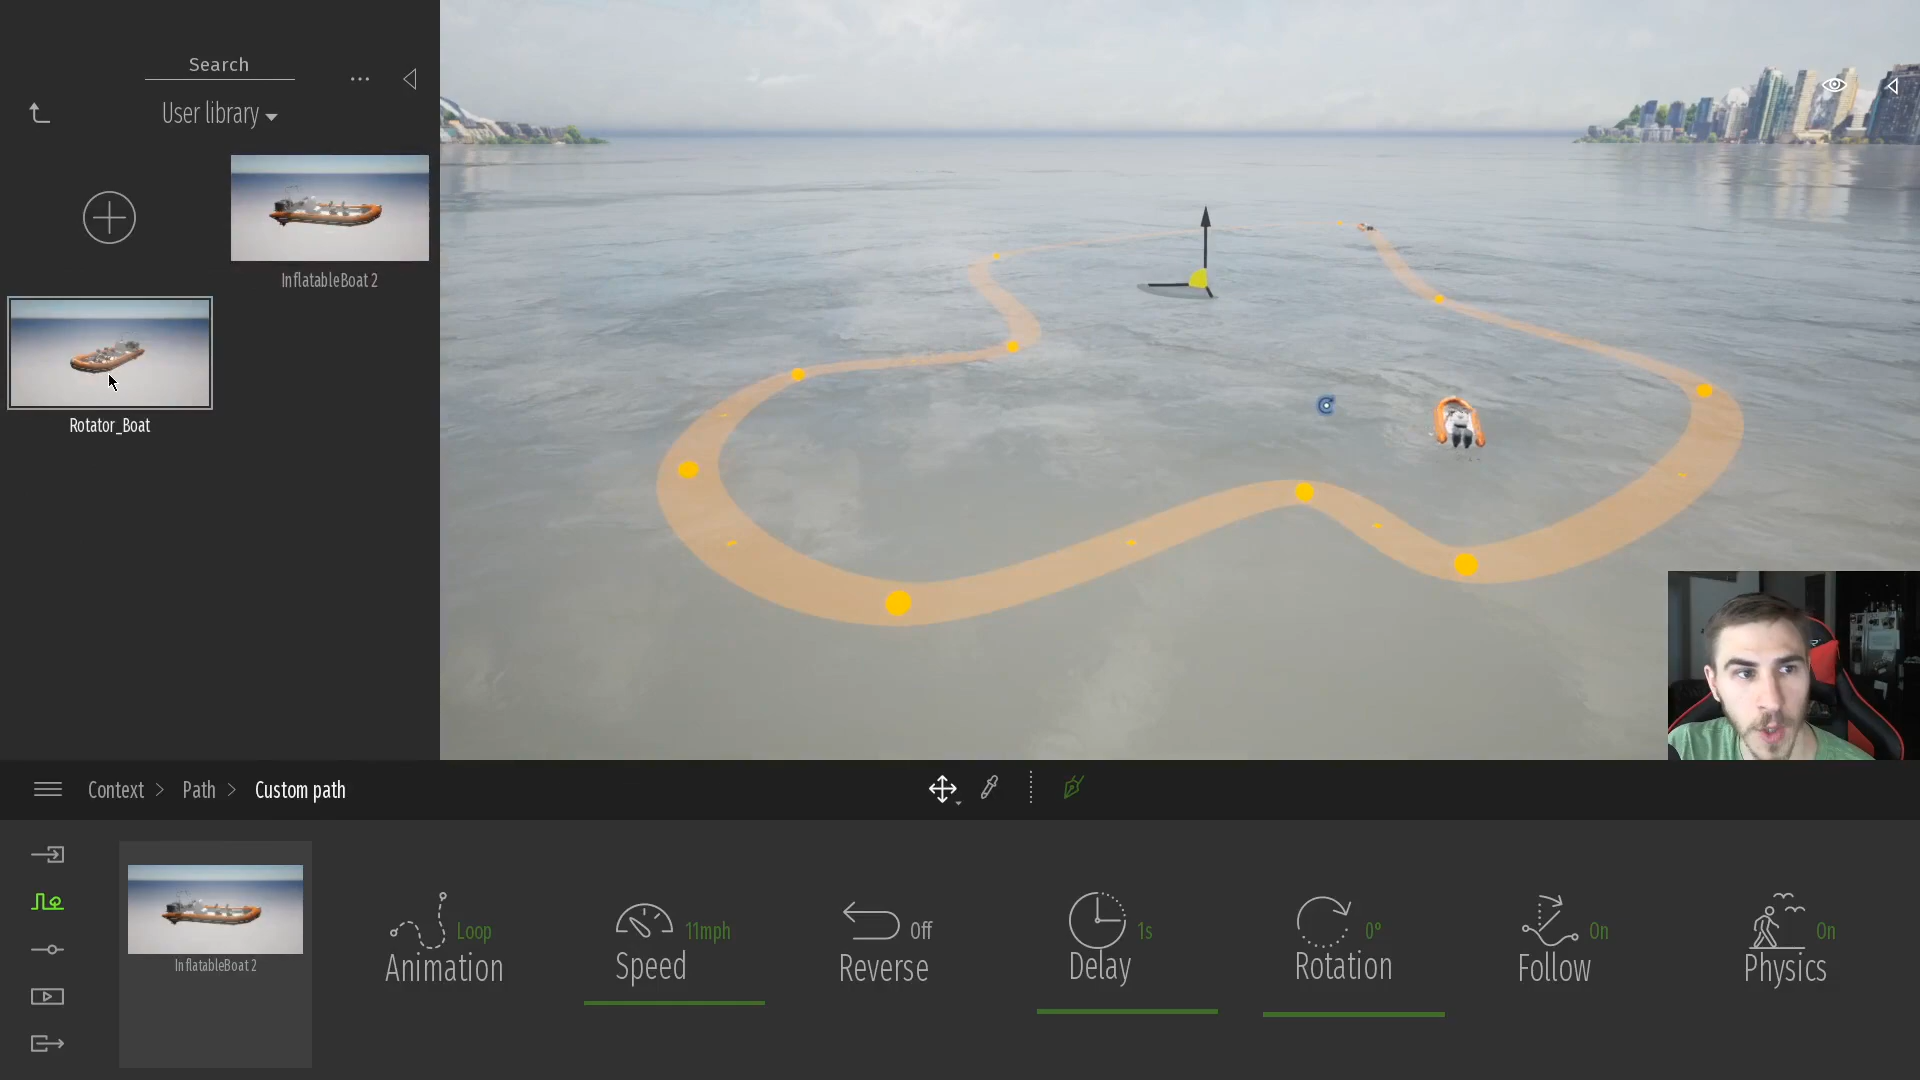 Search
...
User library
InflatableBoat 2
Rotator_Boat
Context > Path > Custom path
InflatableBoat 2
Loop
Animation
11mph
Speed
Off
Reverse
1s
Delay
0°
Rotation
On
Follow
On
Physics